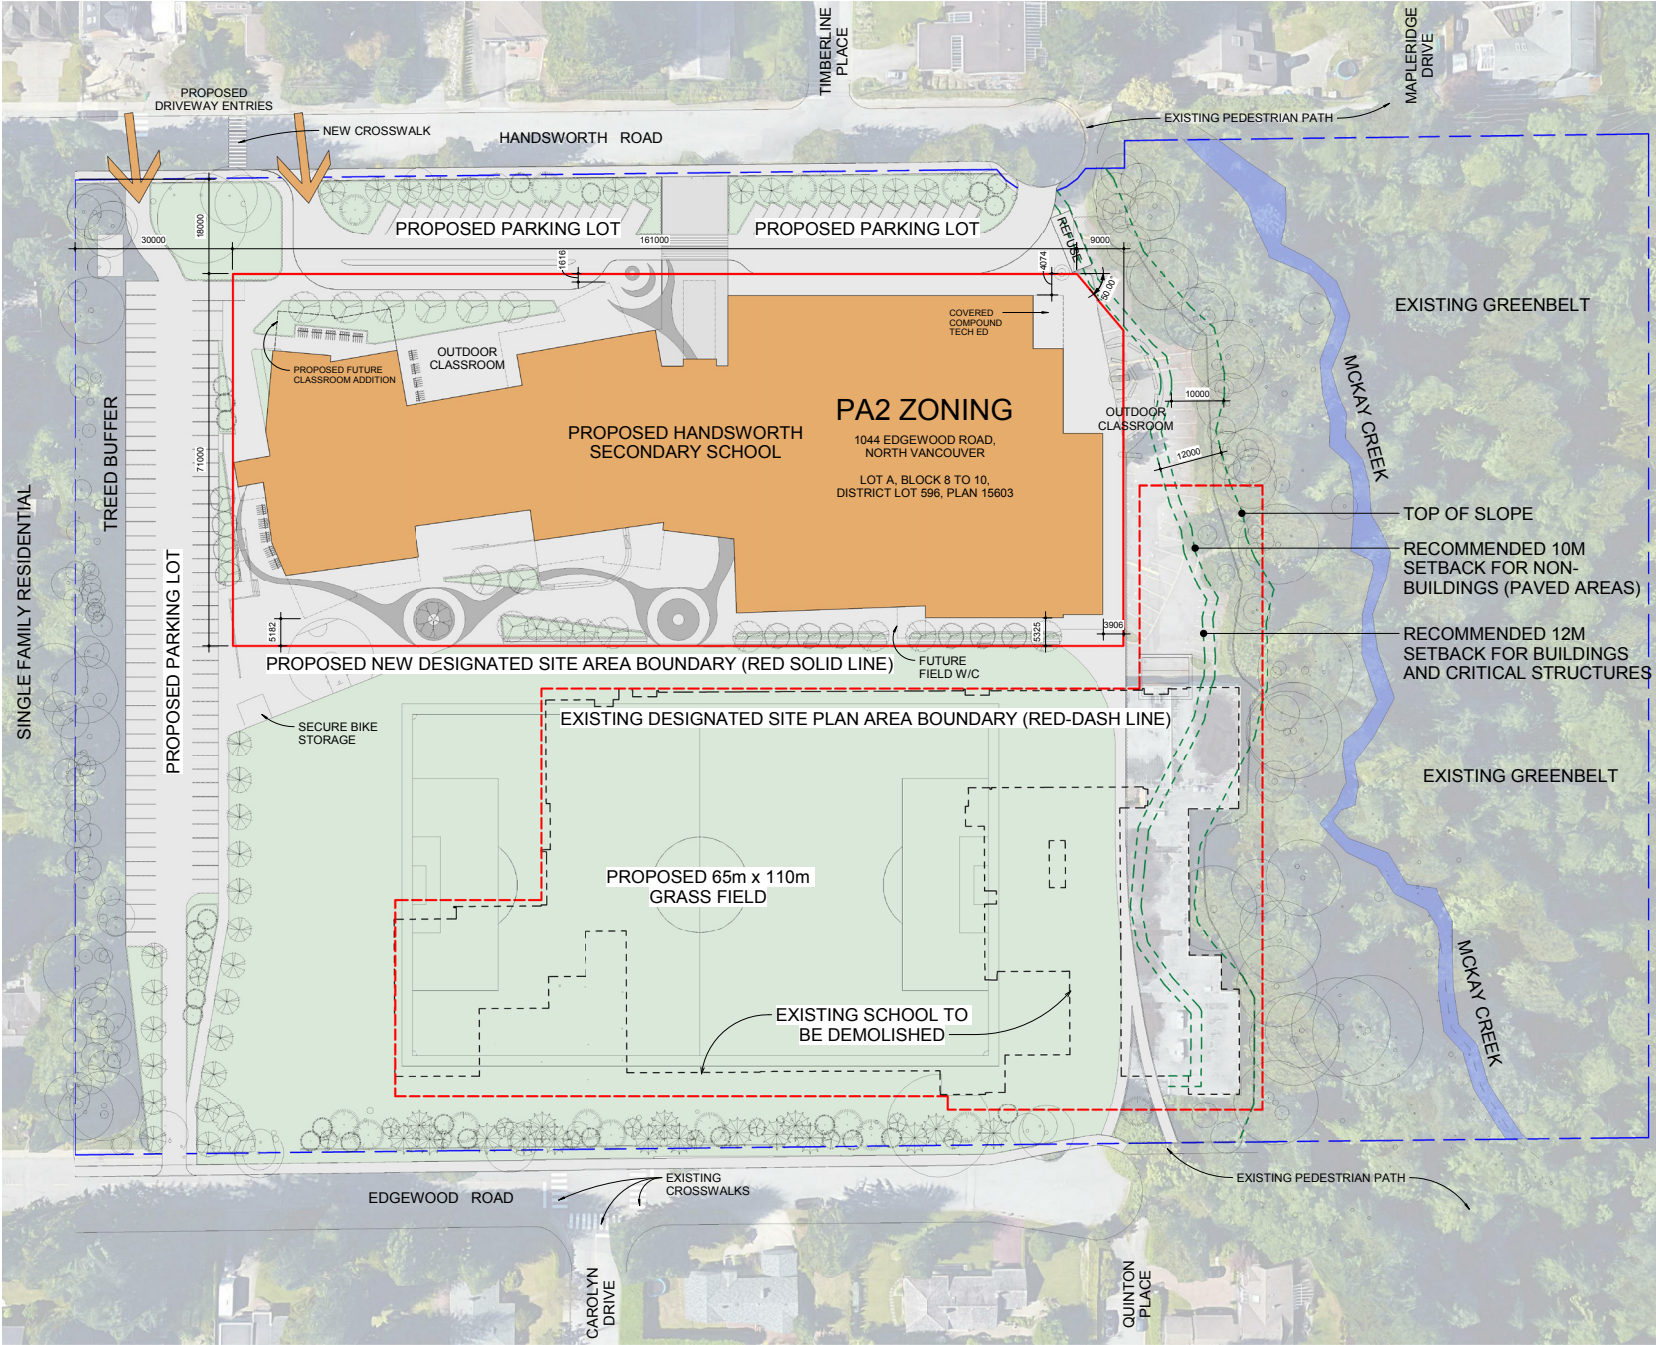 TIMBERLINE
PLACE
MAPLERIDGE
DRIVE
PROPOSED
DRIVEWAY ENTRIES
NEW CROSSWALK
HANDSWORTH ROAD
EXISTING PEDESTRIAN PATH
PROPOSED PARKING LOT
PROPOSED PARKING LOT
REFUSE
30000
18000
161000
9000
1616
4074
50.00°
COVERED
COMPOUND
TECH ED
EXISTING GREENBELT
OUTDOOR
CLASSROOM
PROPOSED FUTURE
CLASSROOM ADDITION
MCKAY CREEK
10000
OUTDOOR
CLASSROOM
PA2 ZONING
1044 EDGEWOOD ROAD,
NORTH VANCOUVER
LOT A, BLOCK 8 TO 10,
DISTRICT LOT 596, PLAN 15603
PROPOSED HANDSWORTH
SECONDARY SCHOOL
TREED BUFFER
71000
12000
SINGLE FAMILY RESIDENTIAL
PROPOSED PARKING LOT
TOP OF SLOPE
RECOMMENDED 10M
SETBACK FOR NON-
BUILDINGS (PAVED AREAS)
RECOMMENDED 12M
SETBACK FOR BUILDINGS
AND CRITICAL STRUCTURES
5182
5325
3906
PROPOSED NEW DESIGNATED SITE AREA BOUNDARY (RED SOLID LINE)
FUTURE
FIELD W/C
SECURE BIKE
STORAGE
EXISTING DESIGNATED SITE PLAN AREA BOUNDARY (RED-DASH LINE)
EXISTING GREENBELT
PROPOSED 65m x 110m
GRASS FIELD
EXISTING SCHOOL TO
BE DEMOLISHED
MCKAY CREEK
EDGEWOOD ROAD
EXISTING
CROSSWALKS
EXISTING PEDESTRIAN PATH
CAROLYN
DRIVE
QUINTON
PLACE